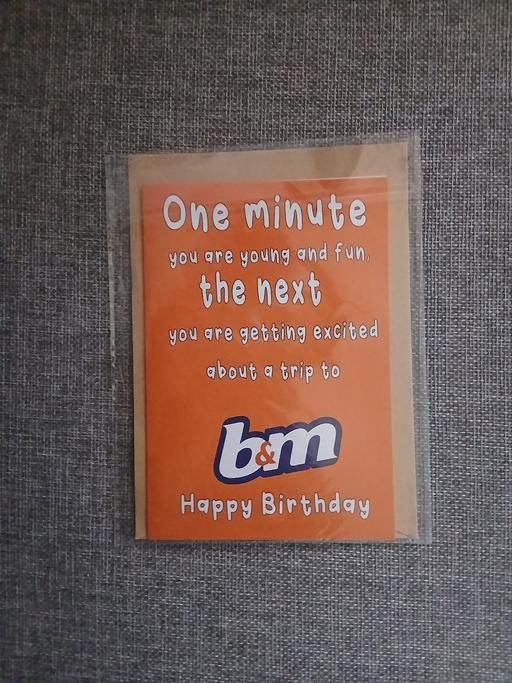 One minute
you are young and fun,
the next
you are getting excited
about a trip to
b&m
Happy Birthday